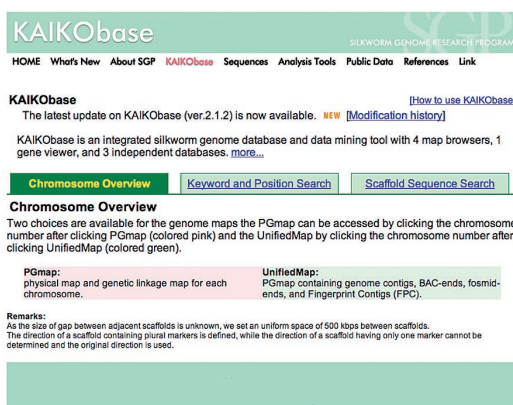 KAIKObase
SGP
SILKWORM GENOME RESEARCH PROGRAM
HOME What's New About SGP KAIKObase Sequences Analysis Tools Public Data References Link
KAIKObase
[How to use KAIKObase
The latest update on KAIKObase (ver.2.1.2) is now available. NEW [Modification history]
KAIKObase is an integrated silkworm genome database and data mining tool with 4 map browsers, 1
gene viewer, and 3 independent databases. more...
Chromosome Overview Keyword and Position Search Scaffold Sequence Search
Chromosome Overview
Two choices are available for the genome maps the PGmap can be accessed by clicking the chromosome
number after clicking PGmap (colored pink) and the UnifiedMap by clicking the chromosome number after
clicking UnifiedMap (colored green).
PGmap:
physical map and genetic linkage map for each
chromosome.
UnifiedMap:
PGmap containing genome contigs, BAC-ends, fosmid-
ends, and Fingerprint Contigs (FPC).
Remarks:
As the size of gap between adjacent scaffolds is unknown, we set an uniform space of 500 kbps between scaffolds.
The direction of a scaffold containing plural markers is defined, while the direction of a scaffold having only one marker cannot be
determined and the original direction is used.